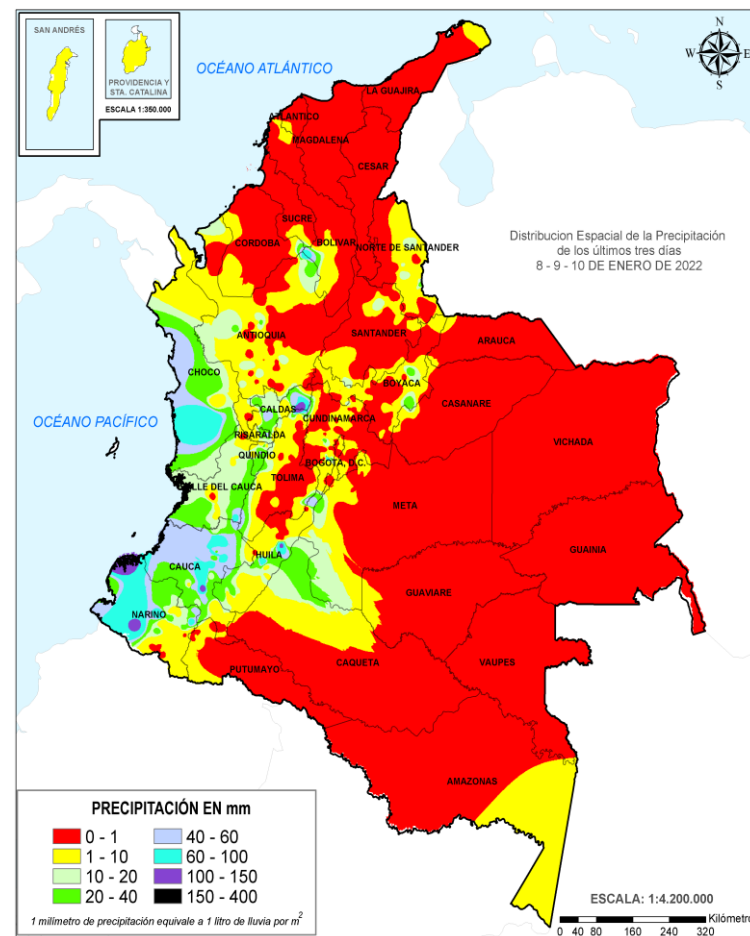 SAN ANDRÉS
PROVIDENCIA Y
STA. CATALINA
ESCALA 1:350.000
OCÉANO ATLÁNTICO
N
W
E
S
LA GUAJIRA
ATLANTICO
MAGDALENA
CESAR
SUCRE
CORDOBA
BOLIVAR
NORTE DE SANTANDER
Distribucion Espacial de la Precipitación
de los últimos tres días
8 - 9 - 10 DE ENERO DE 2022
ANTIOQUIA
SANTANDER
ARAUCA
CHOCO
BOYACA
CASANARE
OCÉANO PACÍFICO
CALDAS
CUNDINAMARCA
RISARALDA
VICHADA
QUINDIO
BOGOTA, D.C.
TOLIMA
VALLE DEL CAUCA
META
HUILA
GUAINIA
CAUCA
GUAVIARE
NARIÑO
CAQUETA
VAUPES
PUTUMAYO
AMAZONAS
PRECIPITACIÓN EN mm
0 - 1
40 - 60
1 - 10
60 - 100
10 - 20
100 - 150
20 - 40
150 - 400
1 milímetro de precipitación equivale a 1 litro de lluvia por m2
ESCALA: 1:4.200.000
Kilómetro
0 40 80 160 240 320